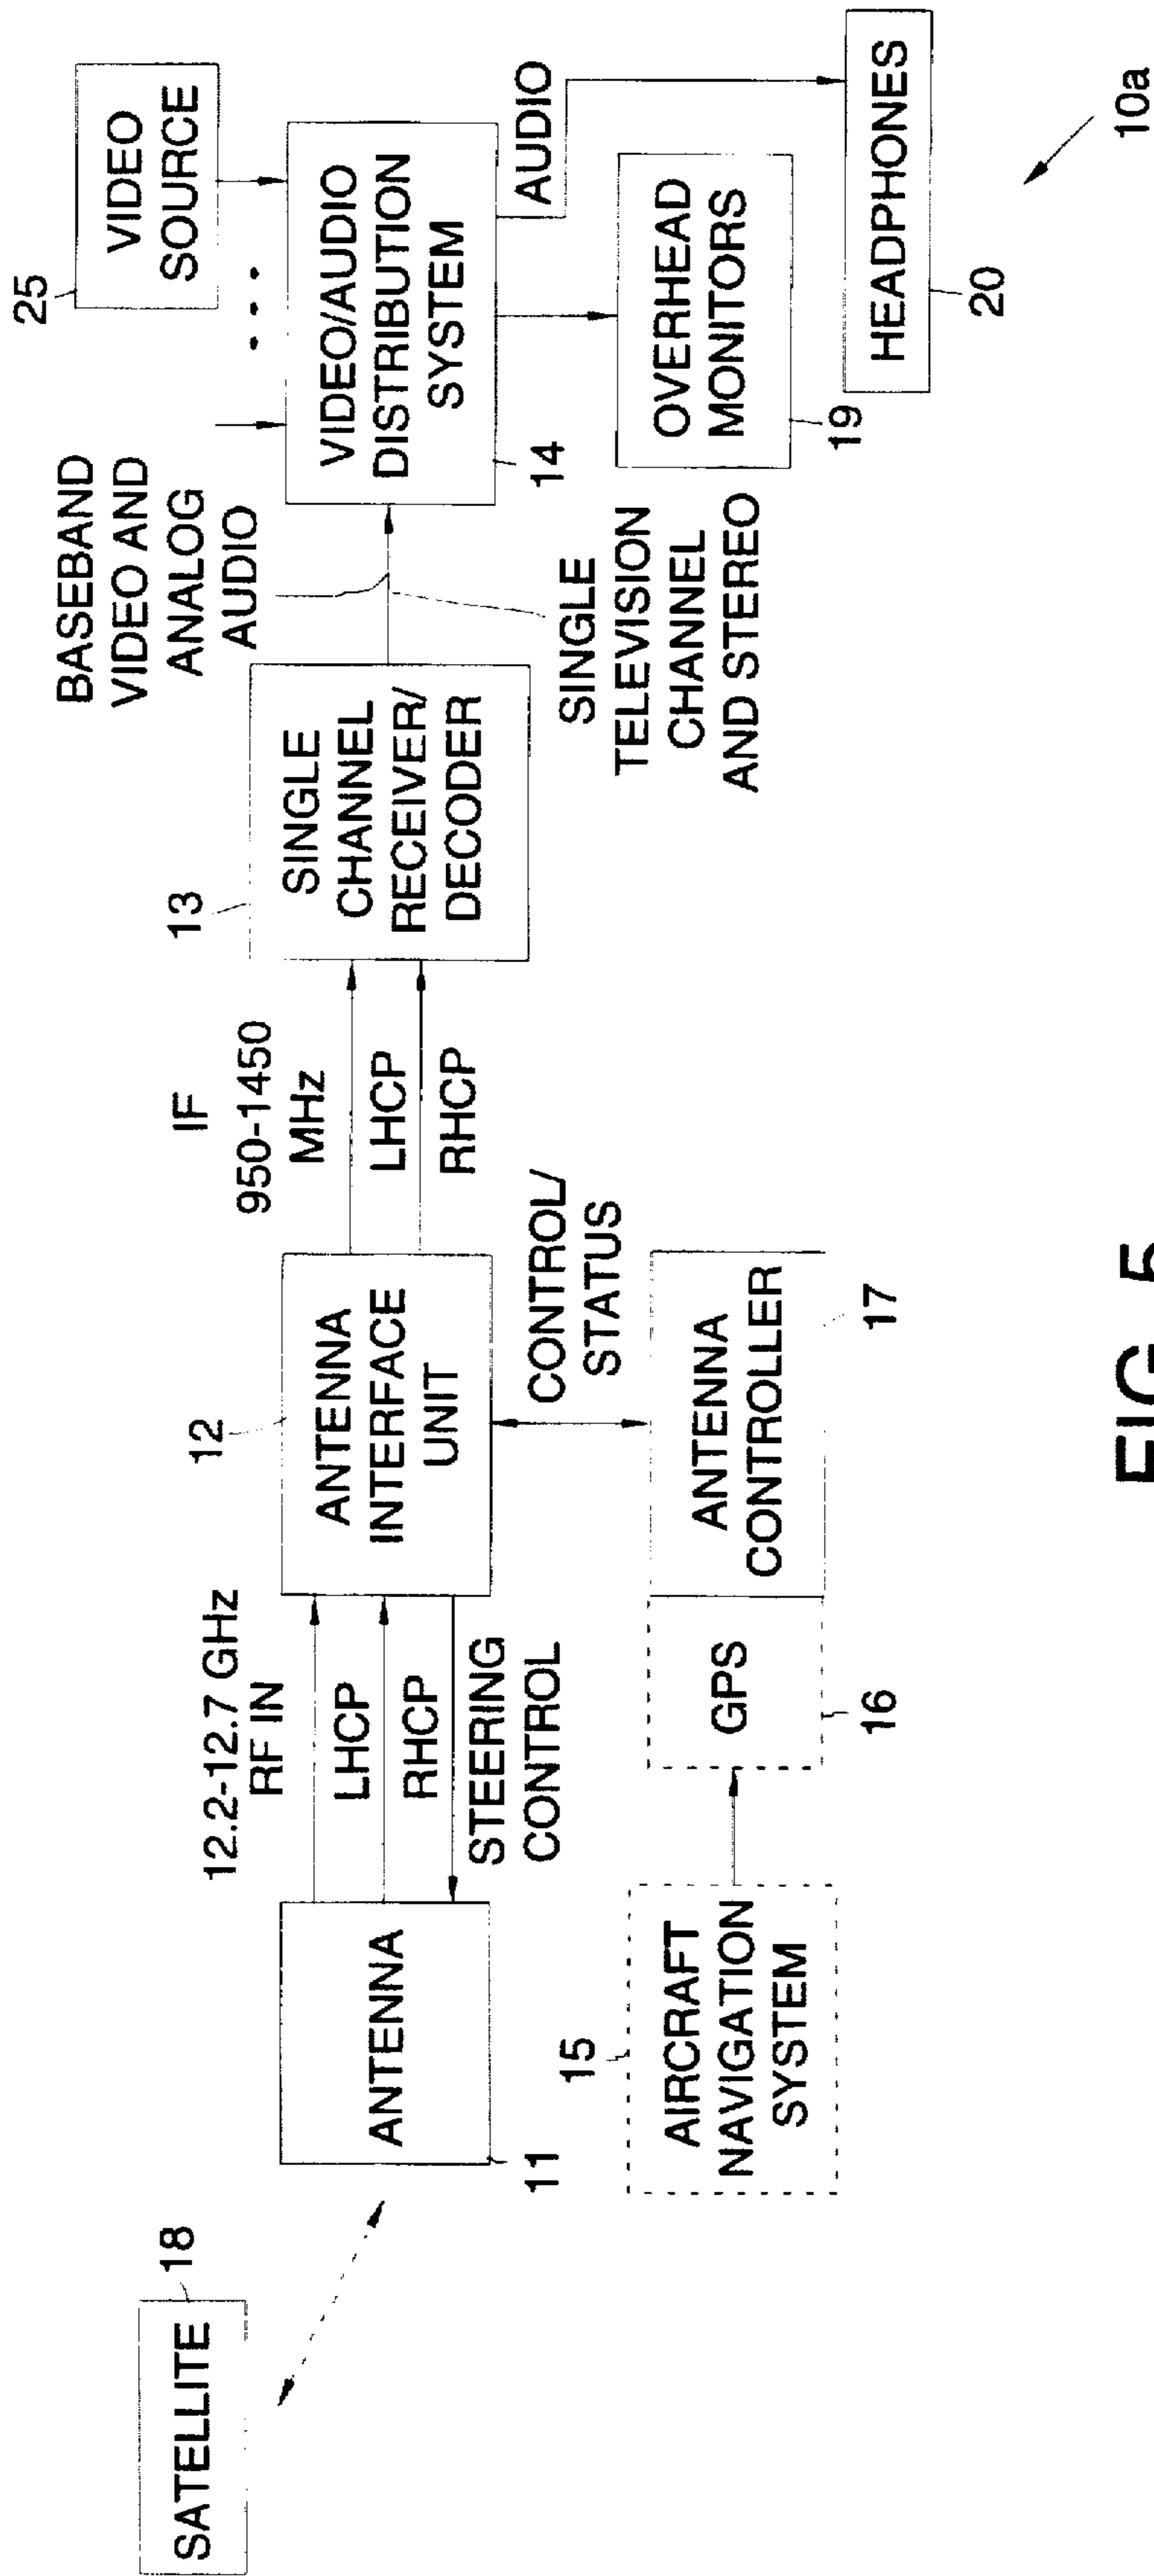 SATELLITE
18
ANTENNA
11
12.2-12.7 GHz
RF IN
LHCP
RHCP
STEERING
CONTROL
12
ANTENNA
INTERFACE
UNIT
IF
950-1450
MHz
LHCP
RHCP
13
SINGLE
CHANNEL
RECEIVER/
DECODER
BASEBAND
VIDEO AND
ANALOG
AUDIO
SINGLE
TELEVISION
CHANNEL
AND STEREO
25
VIDEO
SOURCE
VIDEO/AUDIO
DISTRIBUTION
SYSTEM
14
AUDIO
OVERHEAD
MONITORS
19
HEADPHONES
20
15
AIRCRAFT
NAVIGATION
SYSTEM
GPS
16
CONTROL/
STATUS
ANTENNA
CONTROLLER
17
10a
FIG. 5